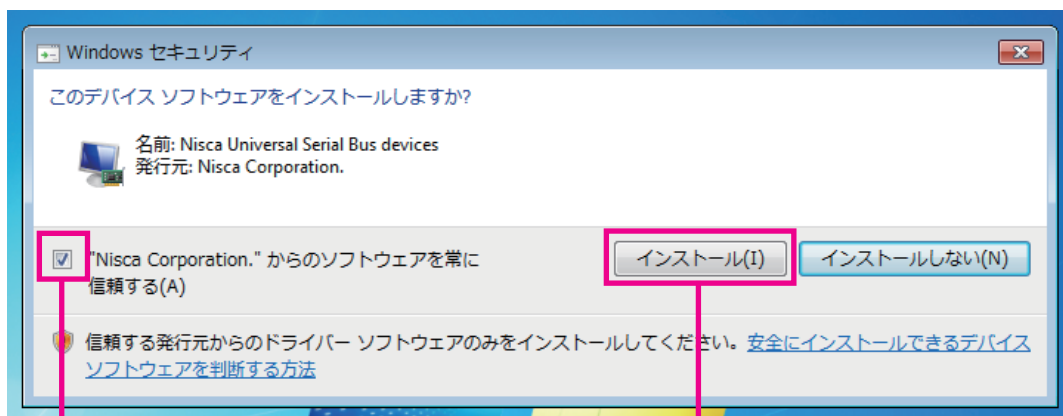 Windows セキュリティ
このデバイス ソフトウェアをインストールしますか?
名前: Nisca Universal Serial Bus devices
発行元: Nisca Corporation.
"Nisca Corporation." からのソフトウェアを常に
信頼する(A)
インストール(I)
インストールしない(N)
信頼する発行元からのドライバー ソフトウェアのみをインストールしてください。安全にインストールできるデバイス
ソフトウェアを判断する方法